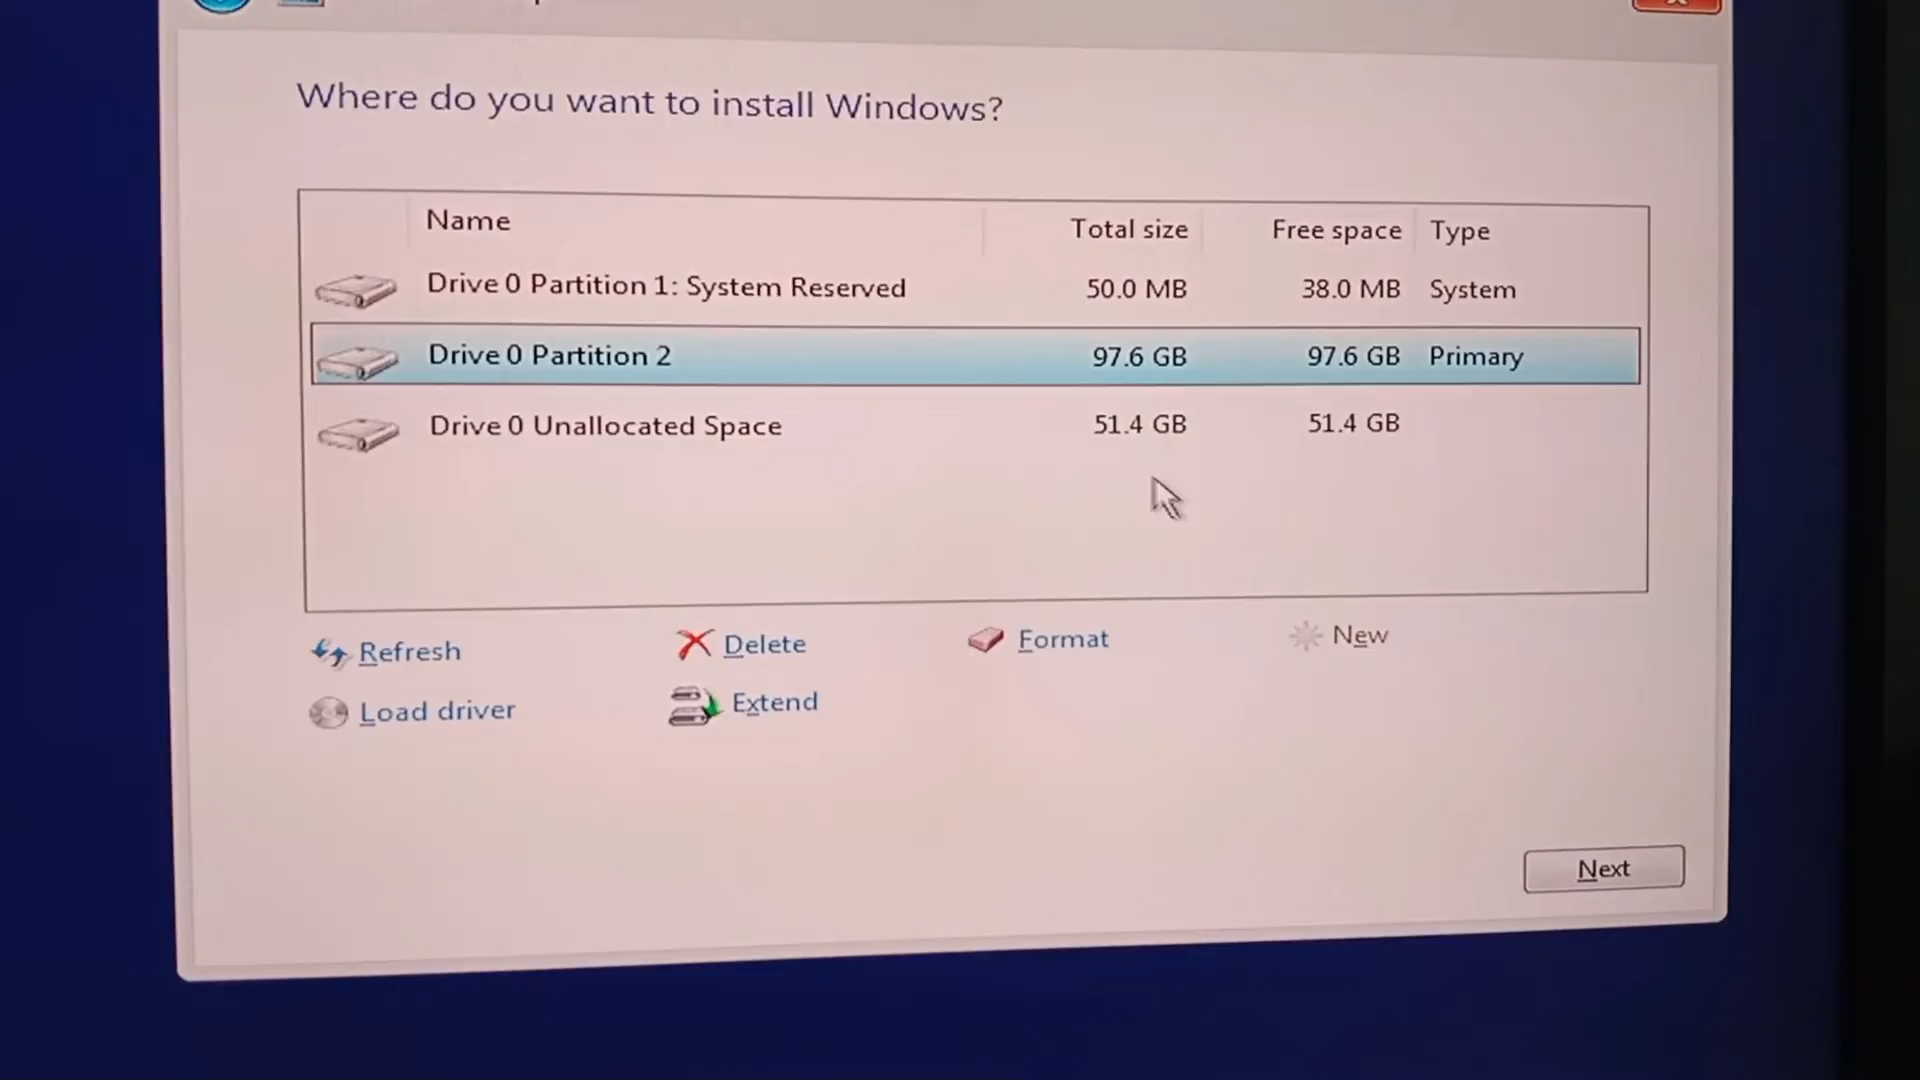 Where do you want to install Windows?
Name Total size Free space Type
Drive 0 Partition 1: System Reserved 50.0 MB 38.0 MB System
Drive 0 Partition 2 97.6 GB 97.6 GB Primary
Drive 0 Unallocated Space 51.4 GB 51.4 GB
Refresh Delete Format New
Load driver Extend
Next